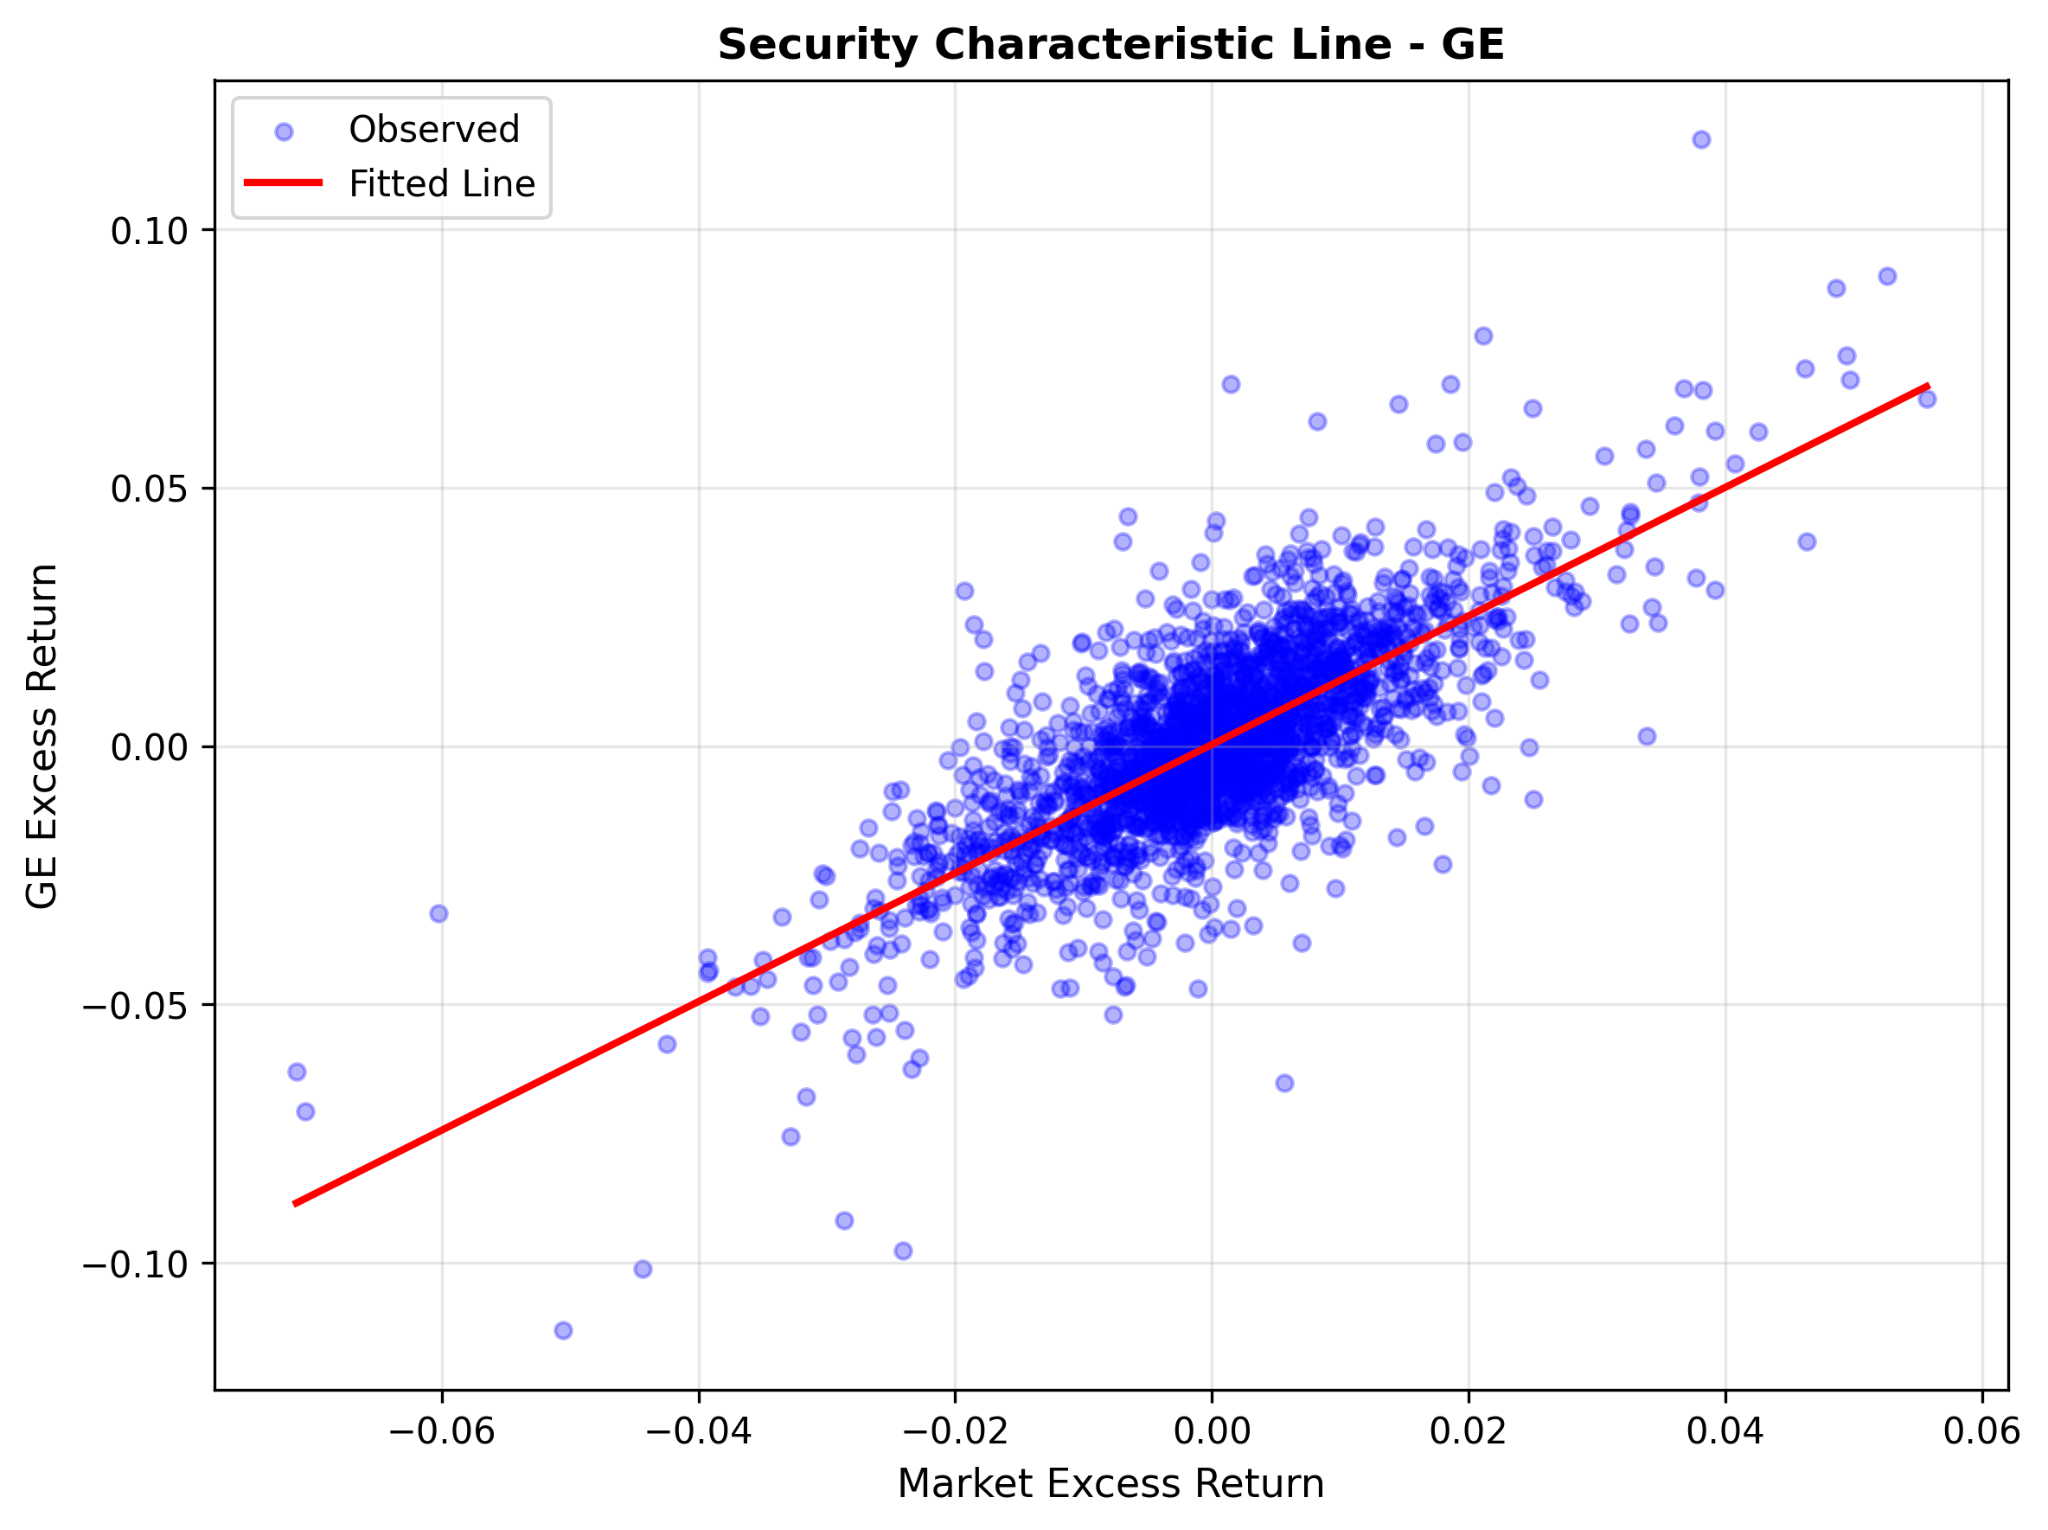 Security Characteristic Line - GE
Observed
Fitted Line
0.10
0.05
0.00
−0.05
−0.10
GE Excess Return
−0.06
−0.04
−0.02
0.00
0.02
0.04
0.06
Market Excess Return